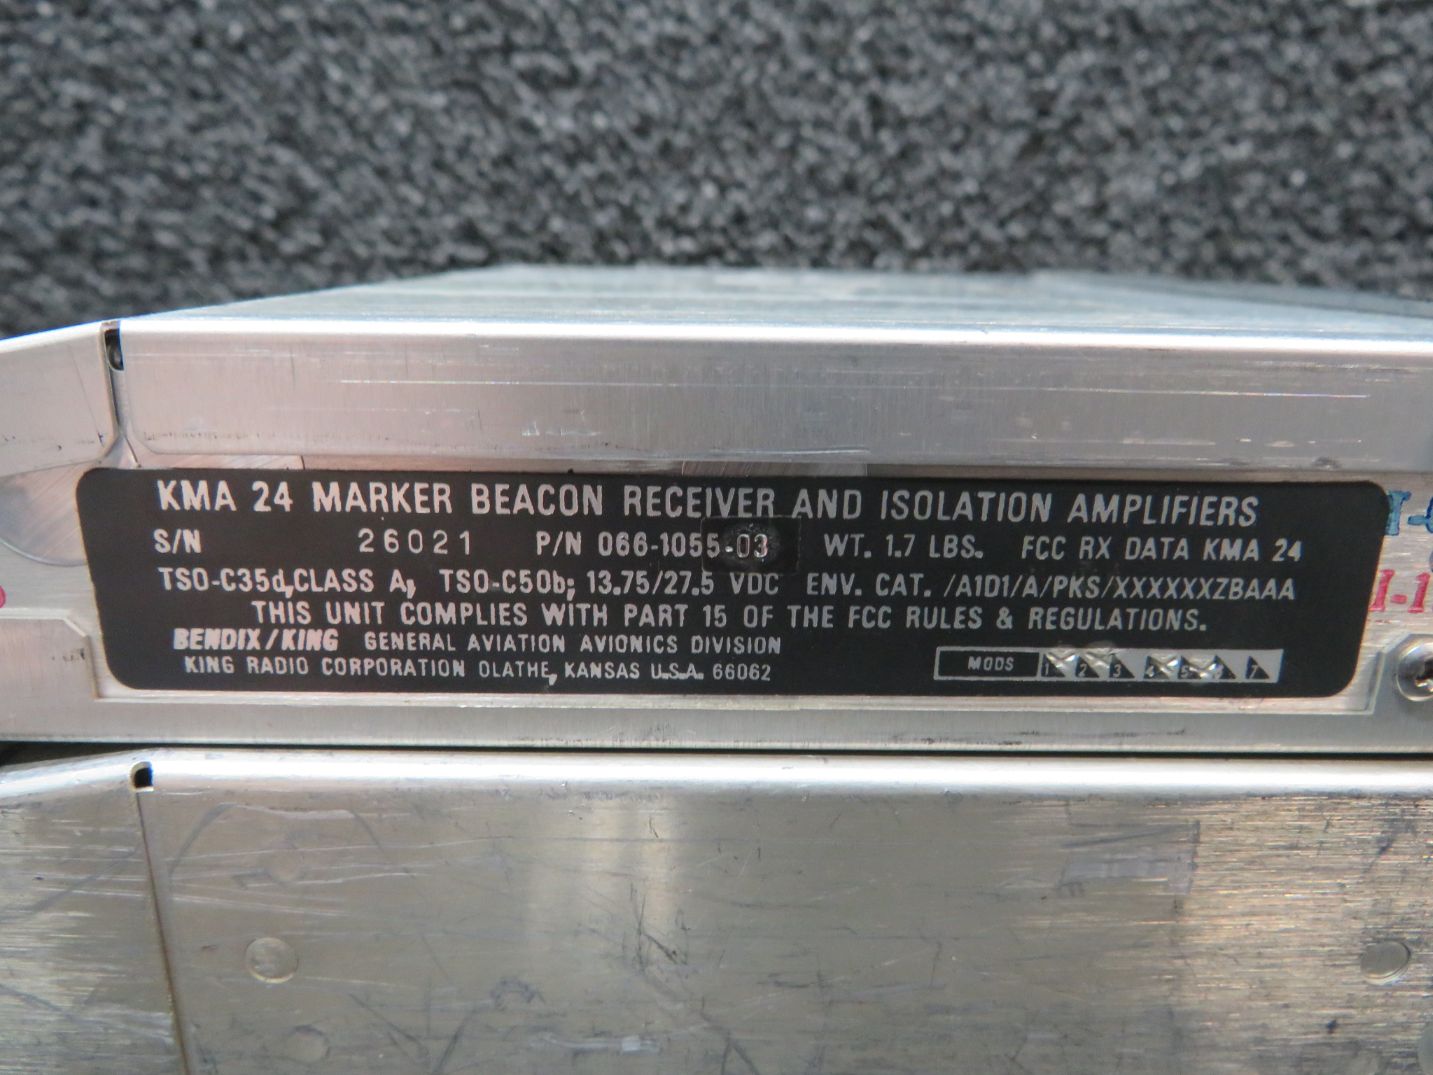 KMA 24 MARKER BEACON RECEIVER AND ISOLATION AMPLIFIERS
S/N 26021 P/N 066-1055-03 WT. 1.7 LBS. FCC RX DATA KMA 24
TSO-C35d,CLASS A, TSO-C50b; 13.75/27.5 VDC ENV. CAT. /A1D1/A/PKS/XXXXXXZBAAA
THIS UNIT COMPLIES WITH PART 15 OF THE FCC RULES & REGULATIONS.
BENDIX/KING GENERAL AVIATION AVIONICS DIVISION
KING RADIO CORPORATION OLATHE, KANSAS U.S.A. 66062
MODS 1 2 3 4 5 6 7
I-1